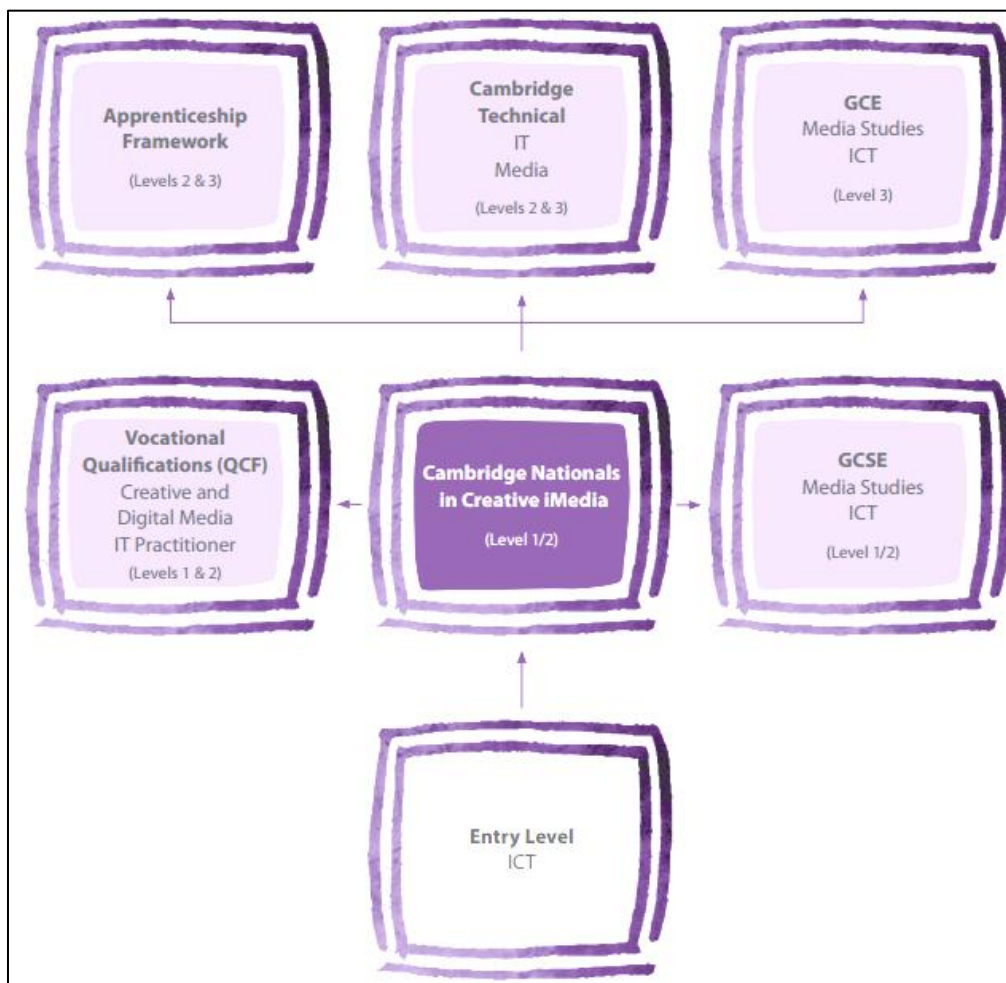 Apprenticeship
Framework
(Levels 2 & 3)
Cambridge
Technical
IT
Media
(Levels 2 & 3)
GCE
Media Studies
ICT
(Level 3)
Vocational
Qualifications (QCF)
Creative and
Digital Media
IT Practitioner
(Levels 1 & 2)
Cambridge Nationals
in Creative iMedia
(Level 1/2)
GCSE
Media Studies
ICT
(Level 1/2)
Entry Level
ICT